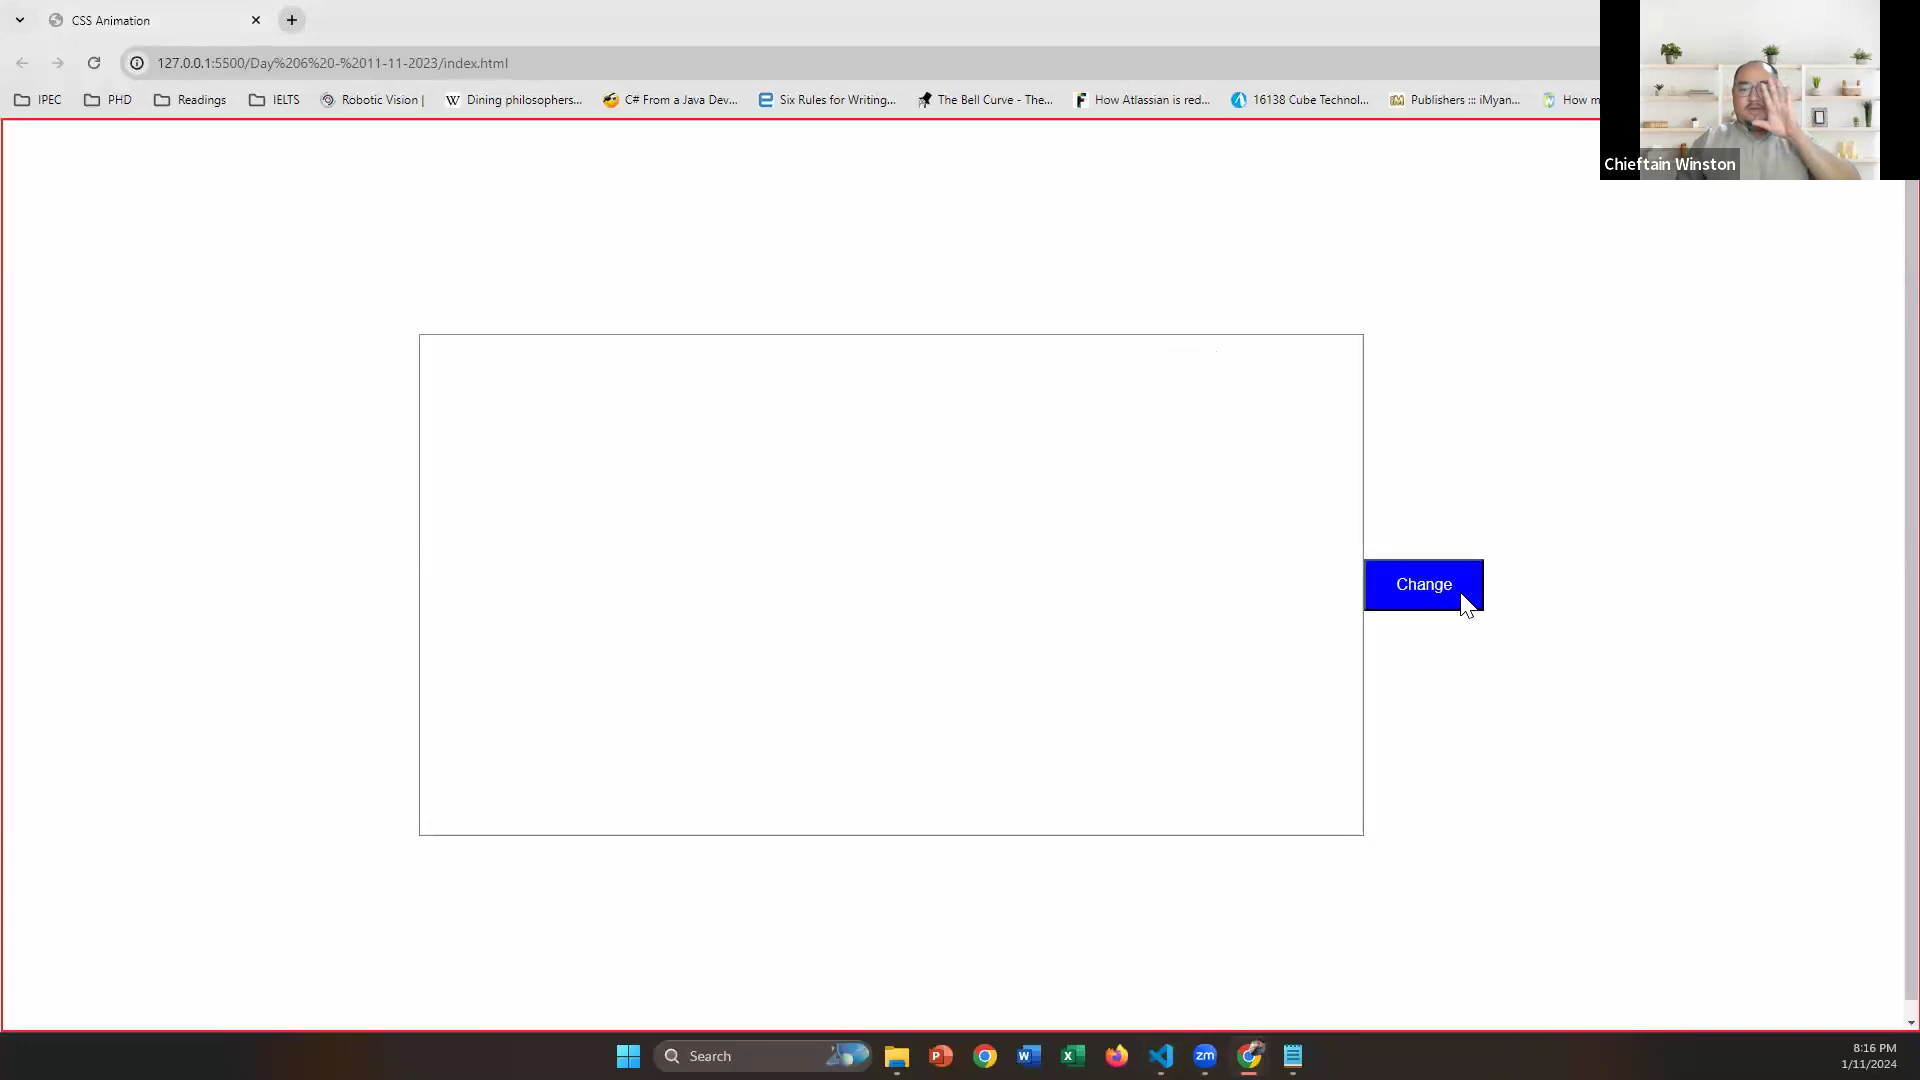 CSS Animation
127.0.0.1:5500/Day%206%20-%2011-11-2023/index.html
IPEC PHD Readings IELTS Robotic Vision | Dining philosophers... C# From a Java Dev... Six Rules for Writing... The Bell Curve - The... How Atlassian is red... 16138 Cube Technol... Publishers ::: iMyan... How m
Chieftain Winston
Change
Search
8:16 PM
1/11/2024